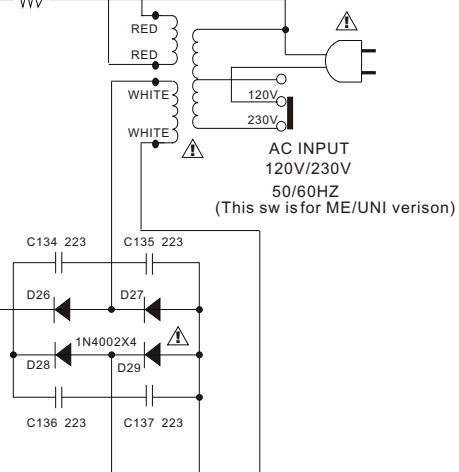 RED
RED
WHITE
120V
230V
WHITE
AC INPUT
120V/230V
50/60HZ
(This sw is for ME/UNI verison)
C134 223
C135 223
D26
D27
1N4002X4
D28
D29
C136 223
C137 223